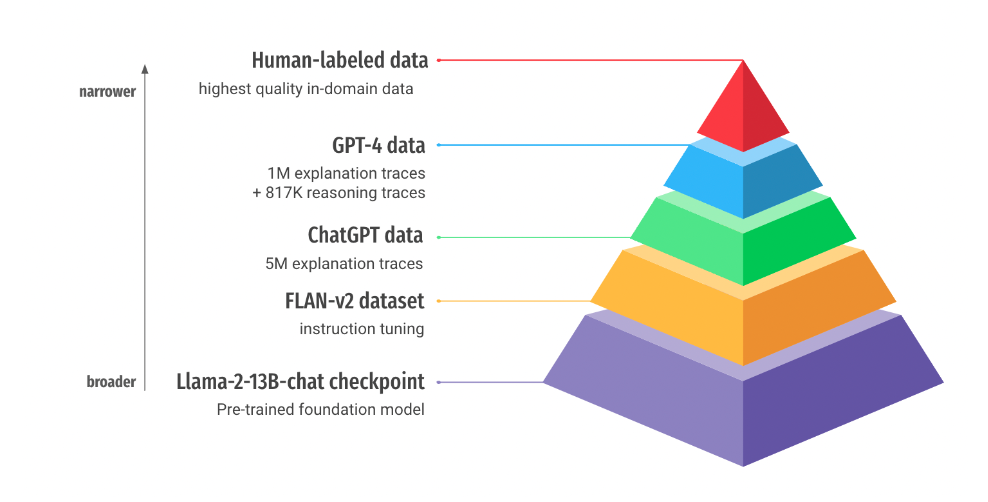 Human-labeled data
highest quality in-domain data
narrower
GPT-4 data
1M explanation traces
+ 817K reasoning traces
ChatGPT data
5M explanation traces
FLAN-v2 dataset
instruction tuning
broader
Llama-2-13B-chat checkpoint
Pre-trained foundation model